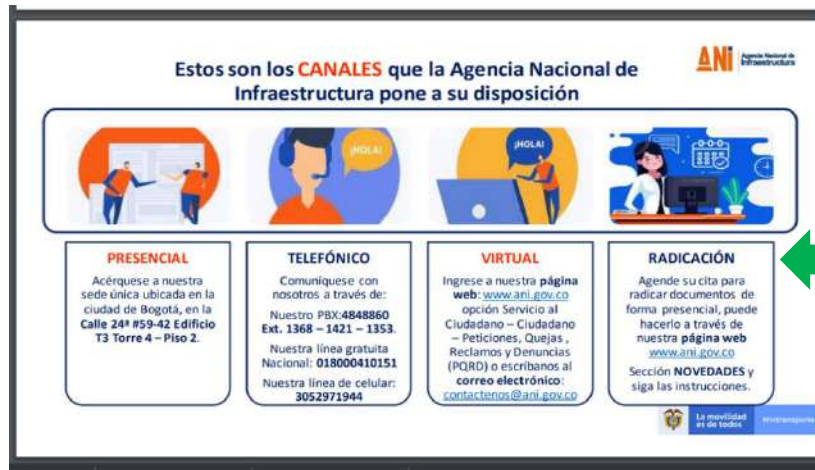 Estos son los CANALES que la Agencia Nacional de
Infraestructura pone a su disposición
ANI
Agencia Nacional de
Infraestructura
¡HOLA!
¡HOLA!
PRESENCIAL
Acérquese a nuestra
sede única ubicada en la
ciudad de Bogotá, en la
Calle 24ª #59-42 Edificio
T3 Torre 4 – Piso 2.
TELEFÓNICO
Comuníquese con
nosotros a través de:
Nuestro PBX:4848860
Ext. 1368 – 1421 – 1353.
Nuestra línea gratuita
Nacional: 018000410151
Nuestra línea de celular:
3052971944
VIRTUAL
Ingrese a nuestra página
web: www.ani.gov.co
opción Servicio al
Ciudadano – Ciudadano
– Peticiones, Quejas ,
Reclamos y Denuncias
(PQRD) o escríbanos al
correo electrónico:
contactenos@ani.gov.co
RADICACIÓN
Agende su cita para
radicar documentos de
forma presencial, puede
hacerlo a través de
nuestra página web
www.ani.gov.co
Sección NOVEDADES y
siga las instrucciones.
La movilidad
es de todos
Mintransporte